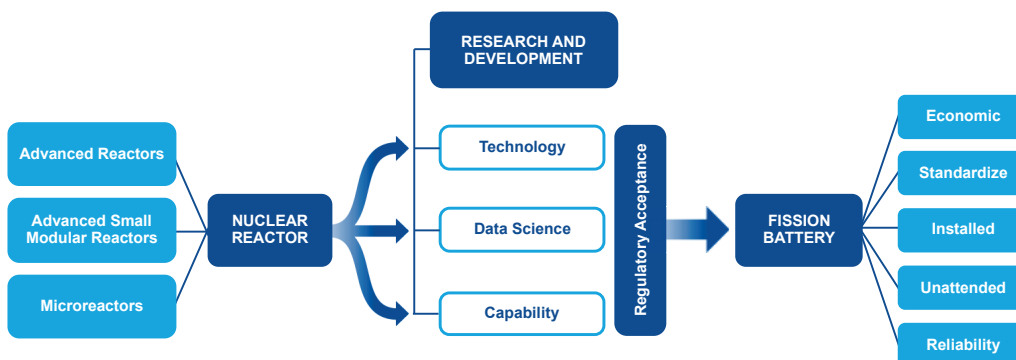 RESEARCH AND
DEVELOPMENT
Advanced Reactors
Advanced Small
Modular Reactors
Microreactors
NUCLEAR
REACTOR
Technology
Data Science
Capability
Regulatory Acceptance
FISSION
BATTERY
Economic
Standardize
Installed
Unattended
Reliability